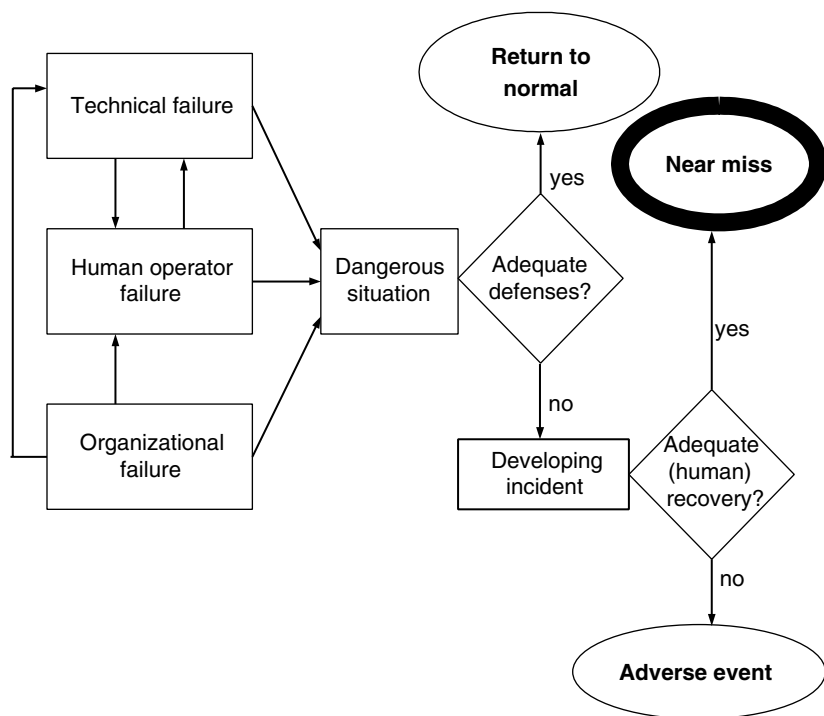 Return to
normal
Technical failure
Near miss
yes
Human operator
failure
Dangerous
situation
Adequate
defenses?
yes
no
Organizational
failure
Developing
incident
Adequate
(human)
recovery?
no
Adverse event